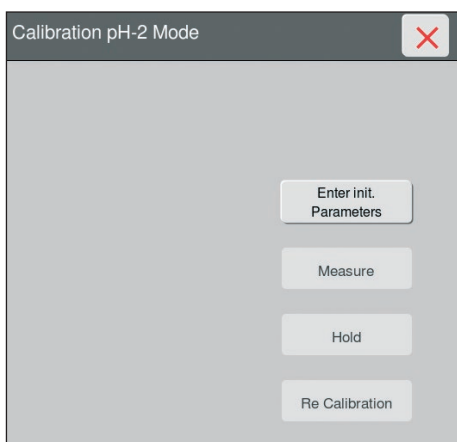 Calibration pH-2 Mode
Enter init.
Parameters
Measure
Hold
Re Calibration